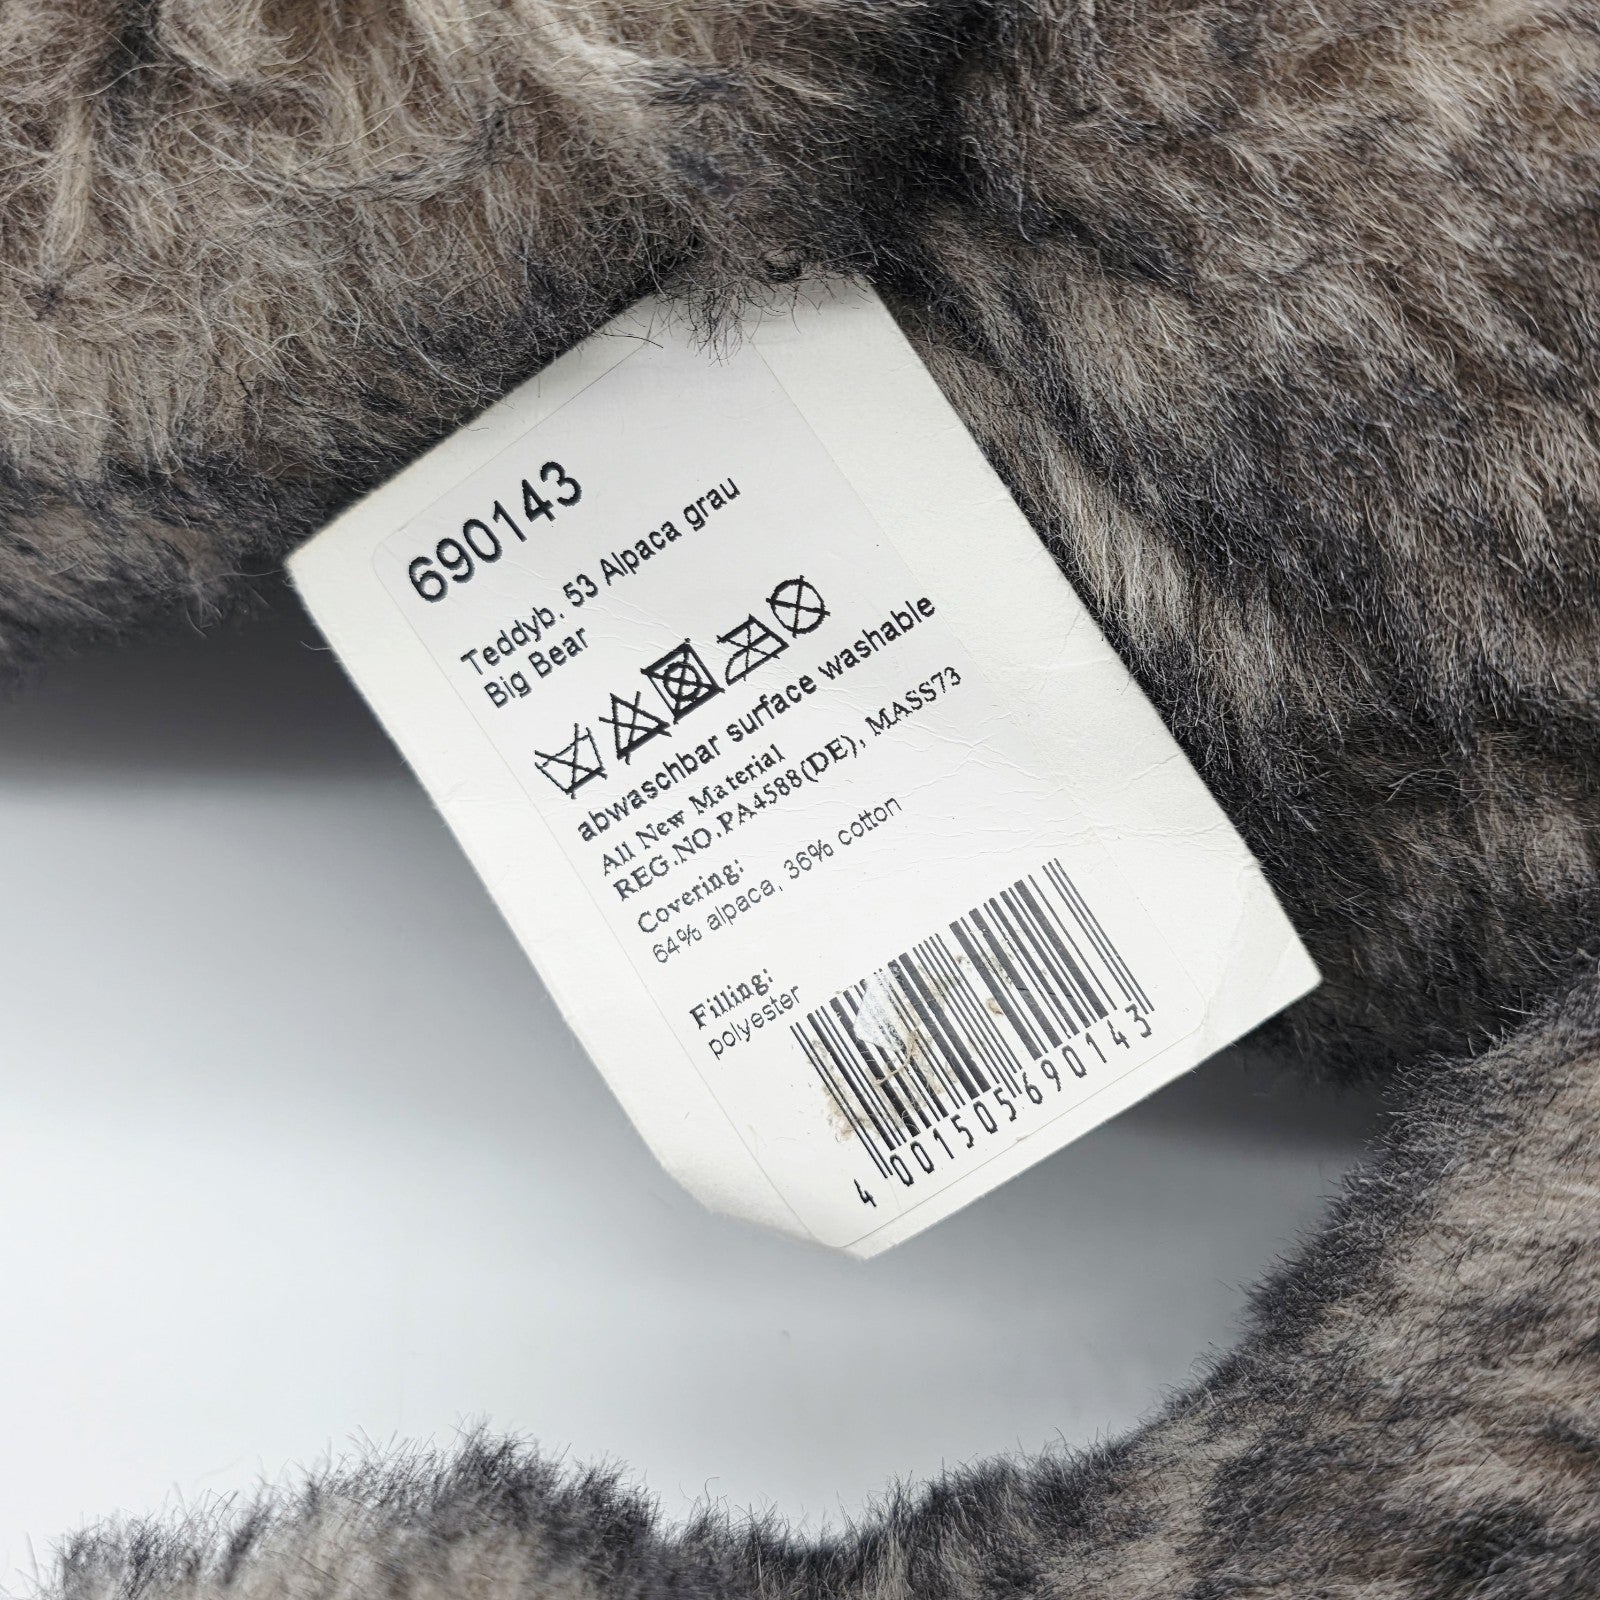 690143
Teddyb. 53 Alpaca grau
Big Bear
abwaschbar surface washable
All New Material
REG.NO.PA4588(DE), MASS73
Covering:
64% alpaca, 36% cotton
Filling:
polyester
4 001505 690143